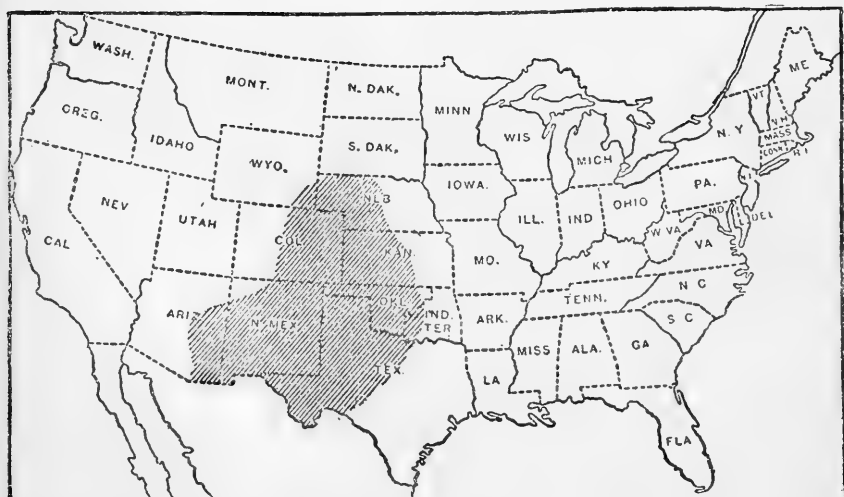 WASH.
MONT.
N. DAK.
MINN
ME
OREG.
IDAHO
S. DAK.
WIS
MICH
N.Y
VT
N.H
MASS
CONN
R I
WYO.
NEB
IOWA.
PA.
N.J
NEV
UTAH
COL
ILL.
IND
OHIO
MD
DEL
CAL
KAN.
MO.
W VA
VA
KY
ARIZ
N. MEX
OKL
IND.
TER
ARK.
TENN.
N C
S C
TEX.
LA
MISS
ALA.
GA
FLA